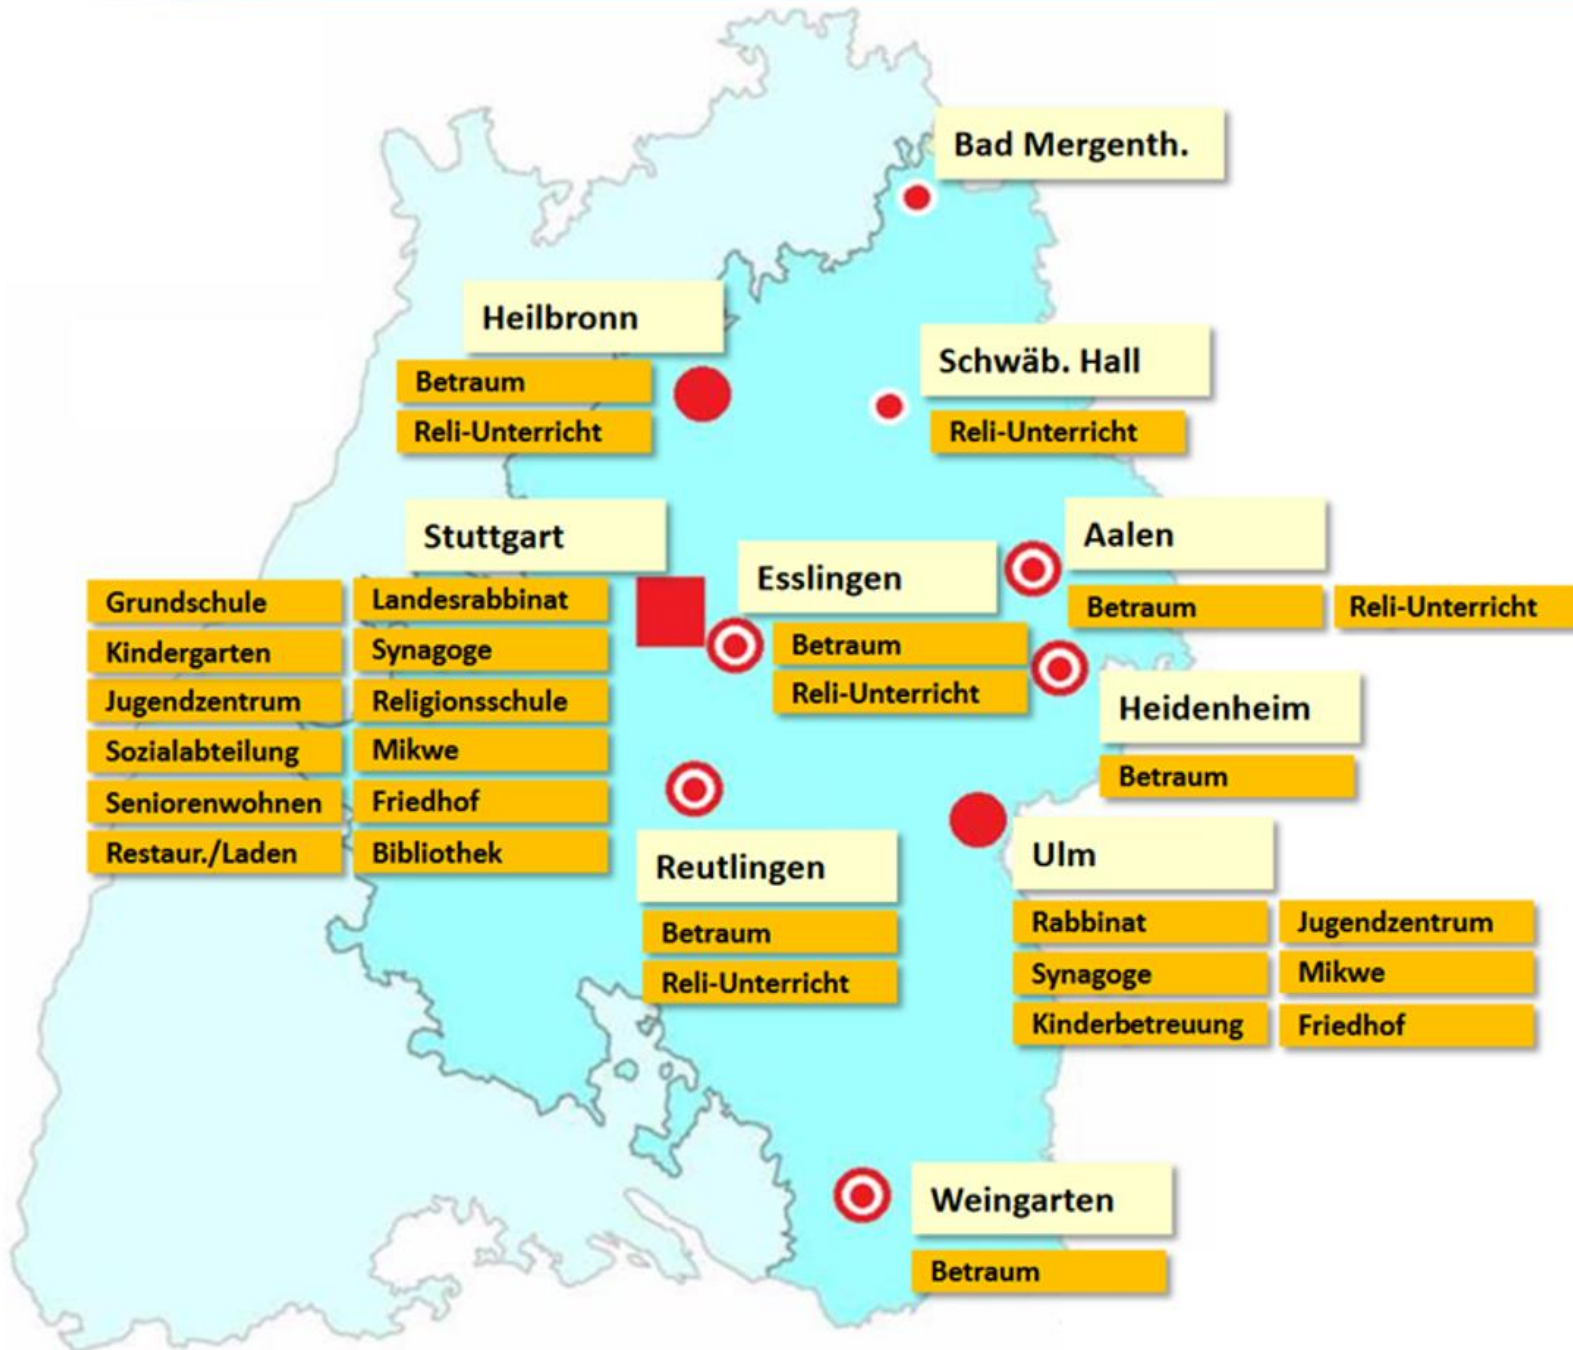 Bad Mergenth.
Heilbronn
Betraum
Reli-Unterricht
Schwäb. Hall
Reli-Unterricht
Stuttgart
Grundschule
Landesrabbinat
Kindergarten
Synagoge
Jugendzentrum
Religionsschule
Sozialabteilung
Mikwe
Seniorenwohnen
Friedhof
Restaur./Laden
Bibliothek
Esslingen
Betraum
Reli-Unterricht
Aalen
Betraum
Reli-Unterricht
Heidenheim
Betraum
Reutlingen
Betraum
Reli-Unterricht
Ulm
Rabbinat
Jugendzentrum
Synagoge
Mikwe
Kinderbetreuung
Friedhof
Weingarten
Betraum